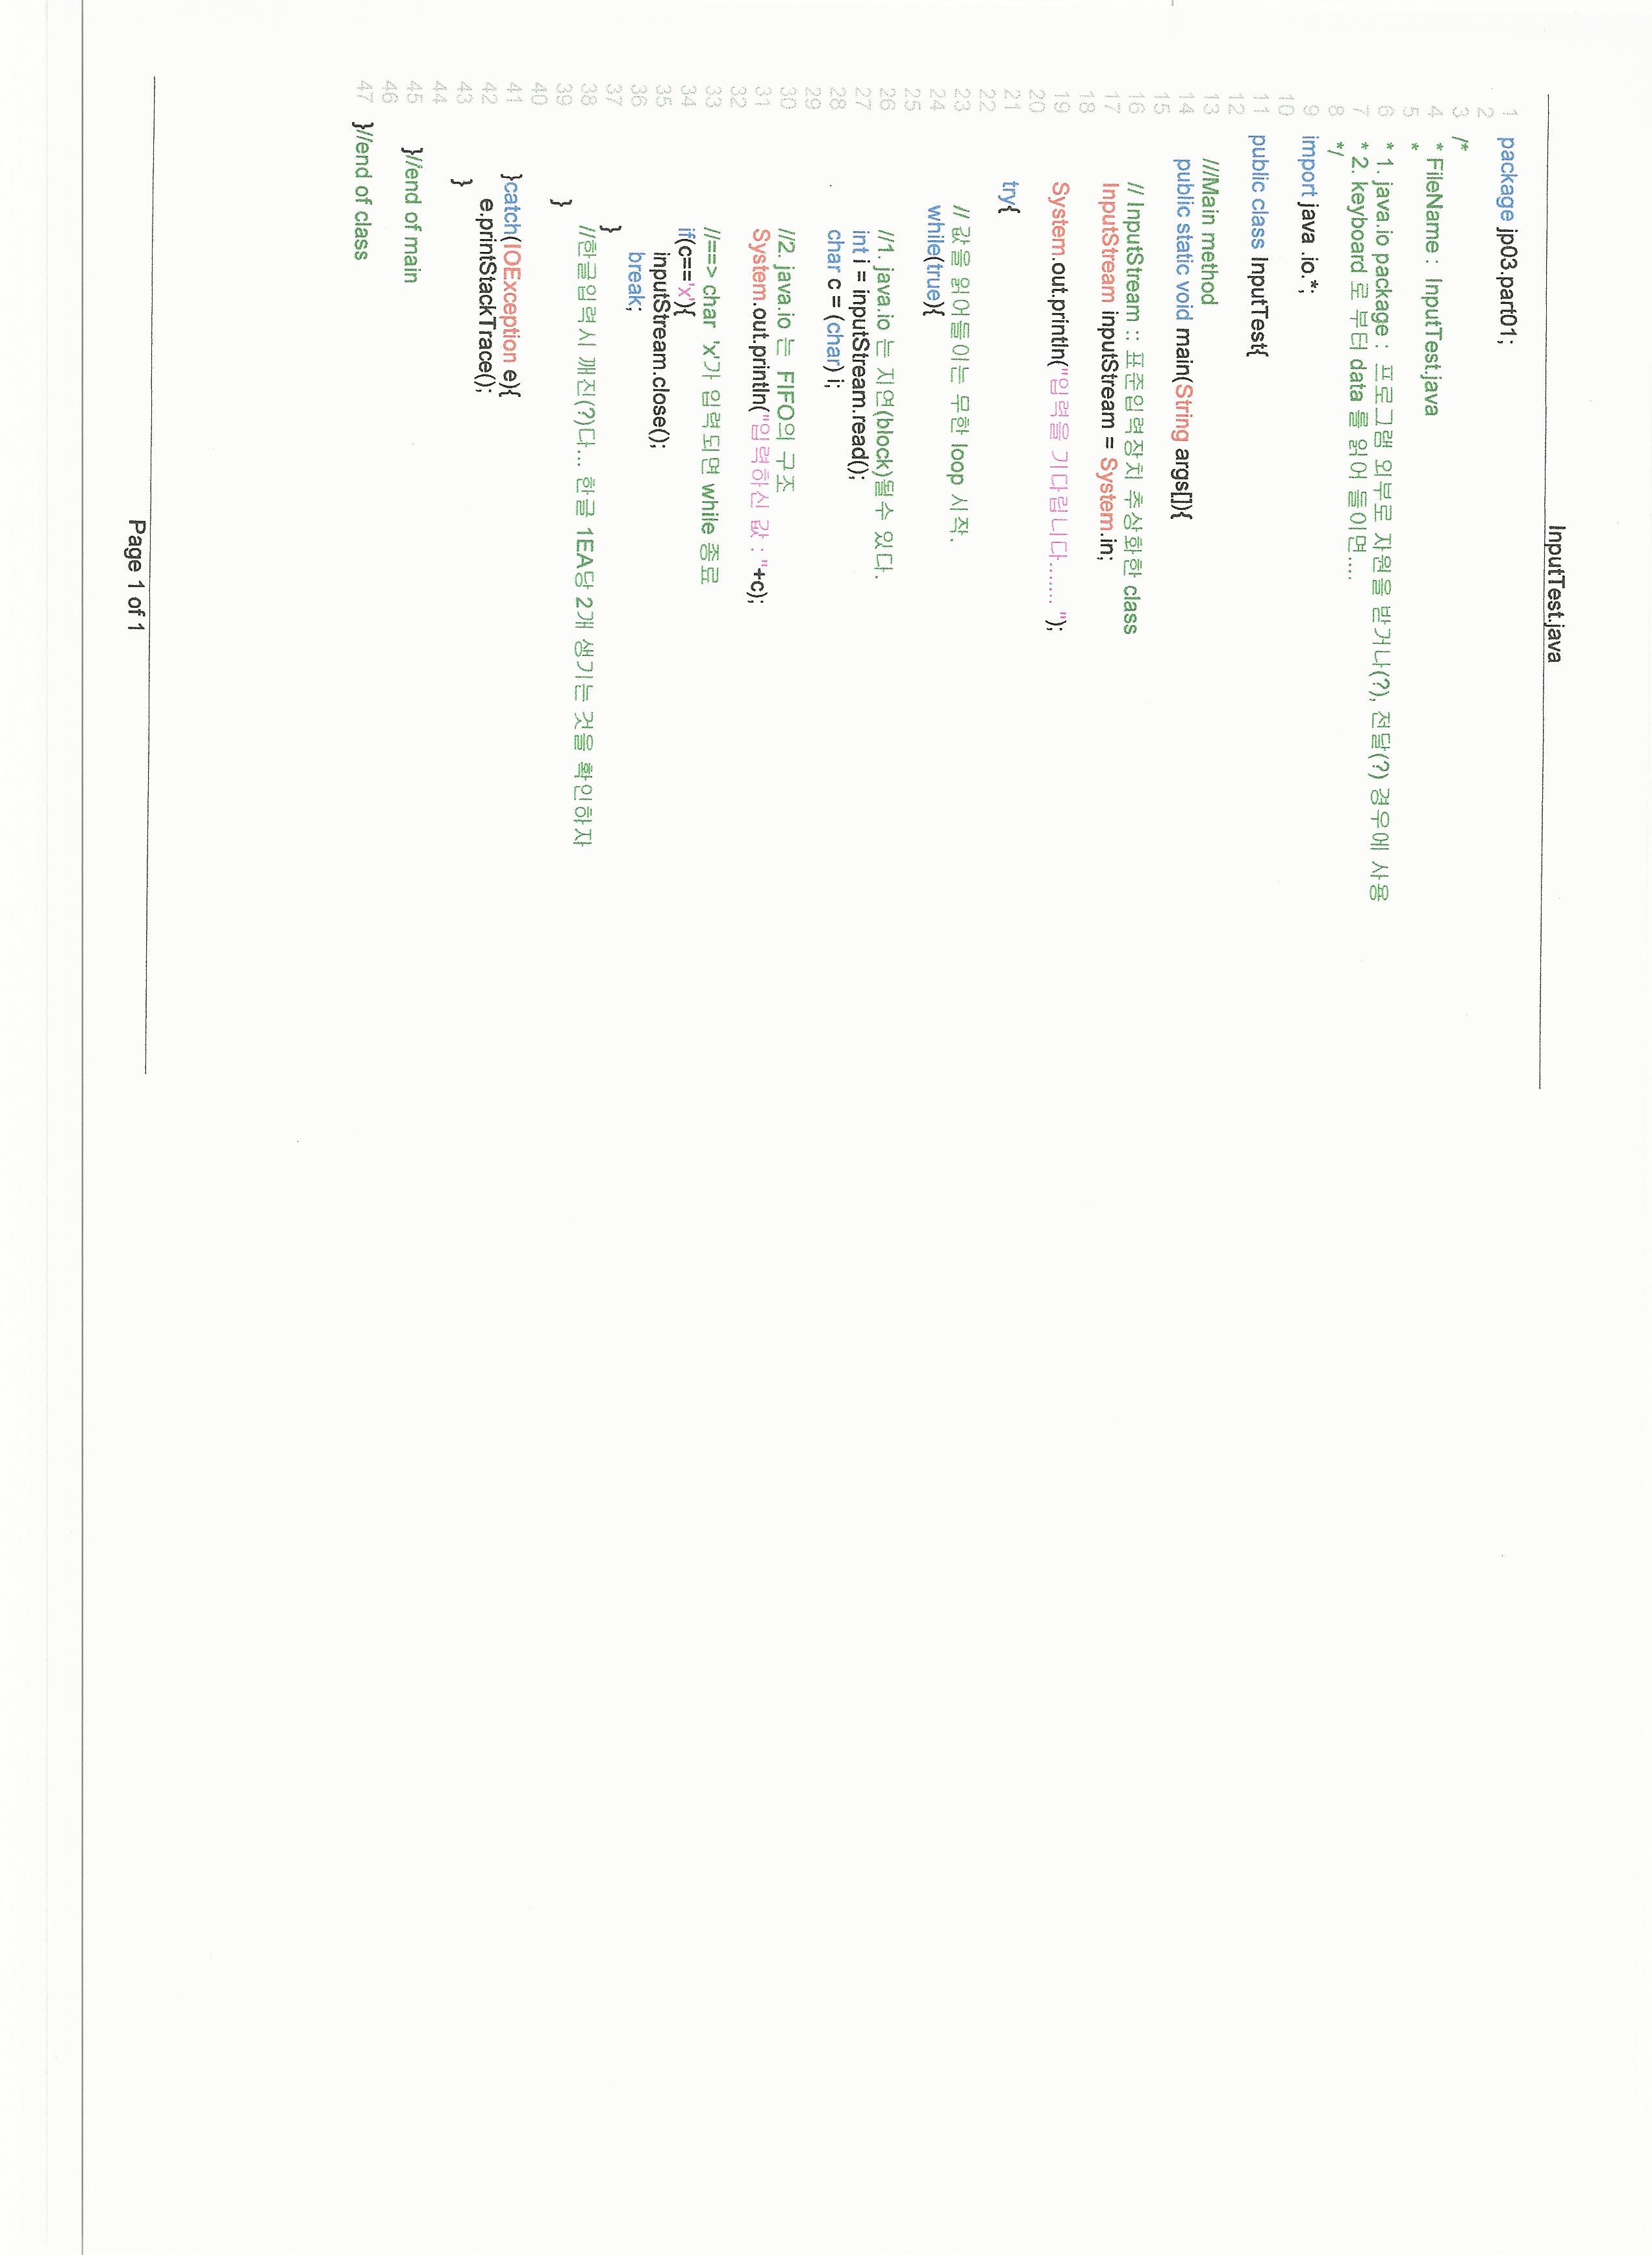 InputTest.java
1 package jp03.part01;
2
3 /*
4 * FileName : InputTest.java
5 *
6 * 1. java.io package : 프로그램 외부로 자원을 받거나(?), 전달(?) 경우에 사용
7 * 2. keyboard 로 부터 data 를 읽어 들이면....
8 */
9 import java .io.*;
10
11 public class InputTest{
12
13 //Main method
14 public static void main(String args[]){
15
16 // InputStream :: 표준입력장치 추상화한 class
17 InputStream inputStream = System.in;
18
19 System.out.println("입력을 기다립니다....... ");
20
21 try{
22
23 // 값을 읽어들이는 무한 loop 시작.
24 while(true){
25
26 //1. java.io 는 지연(block)될수 있다.
27 int i = inputStream.read();
28 char c = (char) i;
29
30 //2. java.io 는 FIFO의 구조
31 System.out.println("입력하신 값 : "+c);
32
33 //==> char 'x'가 입력되면 while 종료
34 if(c=='x'){
35 inputStream.close();
36 break;
37 }
38 //한글입력시 깨진(?)다... 한글 1EA당 2개 생기는 것을 확인하자
39 }
40
41 }catch(IOException e){
42 e.printStackTrace();
43 }
44
45 }//end of main
46
47 }//end of class
Page 1 of 1